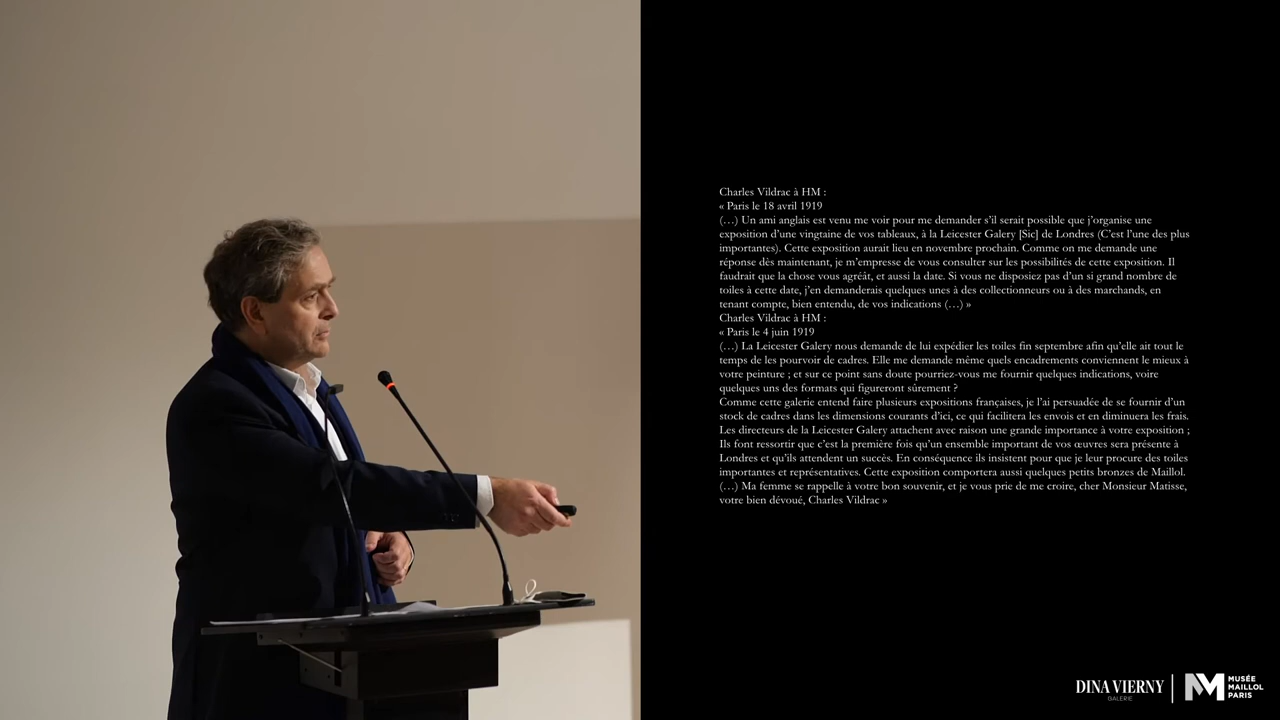 Charles Vildrac à HM :
« Paris le 18 avril 1919
(…) Un ami anglais est venu me voir pour me demander s’il serait possible que j’organise une
exposition d’une vingtaine de vos tableaux, à la Leicester Galery [Sic] de Londres (C’est l’une des plus
importantes). Cette exposition aurait lieu en novembre prochain. Comme on me demande une
réponse dès maintenant, je m’empresse de vous consulter sur les possibilités de cette exposition. Il
faudrait que la chose vous agréât, et aussi la date. Si vous ne disposiez pas d’un si grand nombre de
toiles à cette date, j’en demanderais quelques unes à des collectionneurs ou à des marchands, en
tenant compte, bien entendu, de vos indications (…) »
Charles Vildrac à HM :
« Paris le 4 juin 1919
(…) La Leicester Galery nous demande de lui expédier les toiles fin septembre afin qu’elle ait tout le
temps de les pourvoir de cadres. Elle me demande même quels encadrements conviennent le mieux à
votre peinture ; et sur ce point sans doute pourriez-vous me fournir quelques indications, voire
quelques uns des formats qui figureront sûrement ?
Comme cette galerie entend faire plusieurs expositions françaises, je l’ai persuadée de se fournir d’un
stock de cadres dans les dimensions courants d’ici, ce qui facilitera les envois et en diminuera les frais.
Les directeurs de la Leicester Galery attachent avec raison une grande importance à votre exposition ;
Ils font ressortir que c’est la première fois qu’un ensemble important de vos œuvres sera présente à
Londres et qu’ils attendent un succès. En conséquence ils insistent pour que je leur procure des toiles
importantes et représentatives. Cette exposition comportera aussi quelques petits bronzes de Maillol.
(…) Ma femme se rappelle à votre bon souvenir, et je vous prie de me croire, cher Monsieur Matisse,
votre bien dévoué, Charles Vildrac »
DINA VIERNY
GALERIE
MUSÉE
MAILLOL
PARIS